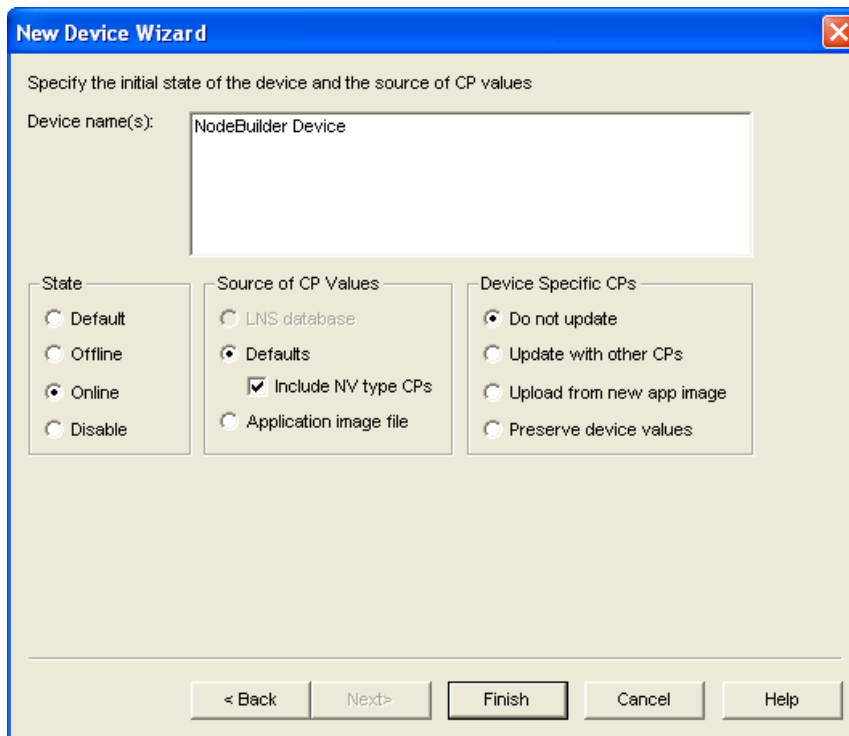 New Device Wizard
Specify the initial state of the device and the source of CP values
Device name(s):
NodeBuilder Device
State
Default
Offline
Online
Disable
Source of CP Values
LNS database
Defaults
Include NV type CPs
Application image file
Device Specific CPs
Do not update
Update with other CPs
Upload from new app image
Preserve device values
< Back
Next>
Finish
Cancel
Help